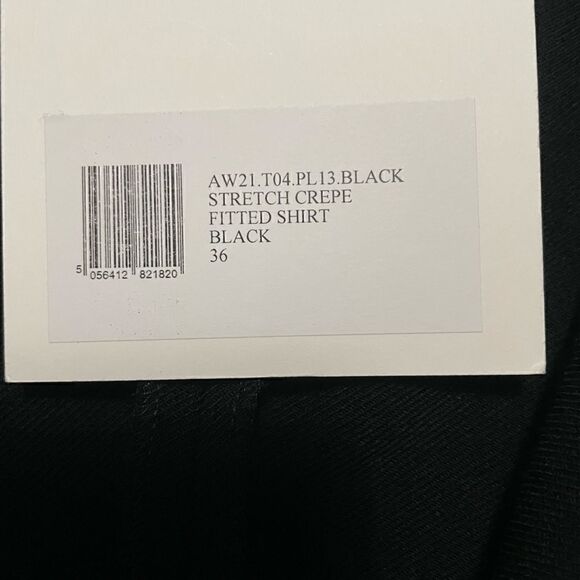 AW21.T04.PL13.BLACK
STRETCH CREPE
FITTED SHIRT
BLACK
36
5 056412 821820